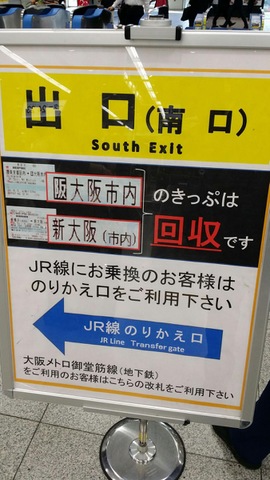 出口(南口)
South Exit
阪大阪市内
新大阪(市内)
のきっぷは
回収です
JR線にお乗換のお客様は
のりかえ口をご利用下さい
JR線のりかえ口
JR Line Transfer gate
大阪メトロ御堂筋線(地下鉄)
をご利用のお客様はこちらの改札をご利用下さい